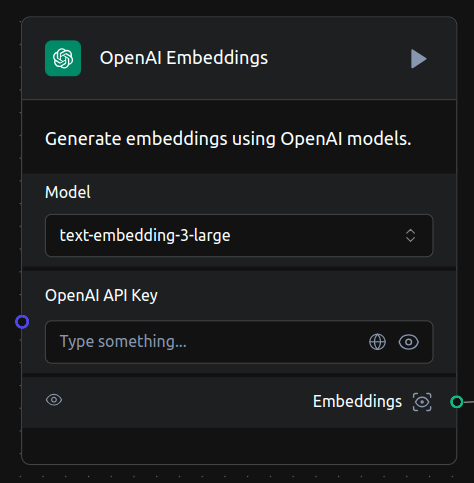 OpenAI Embeddings
Generate embeddings using OpenAI models.
Model
text-embedding-3-large
OpenAI API Key
Type something...
Embeddings